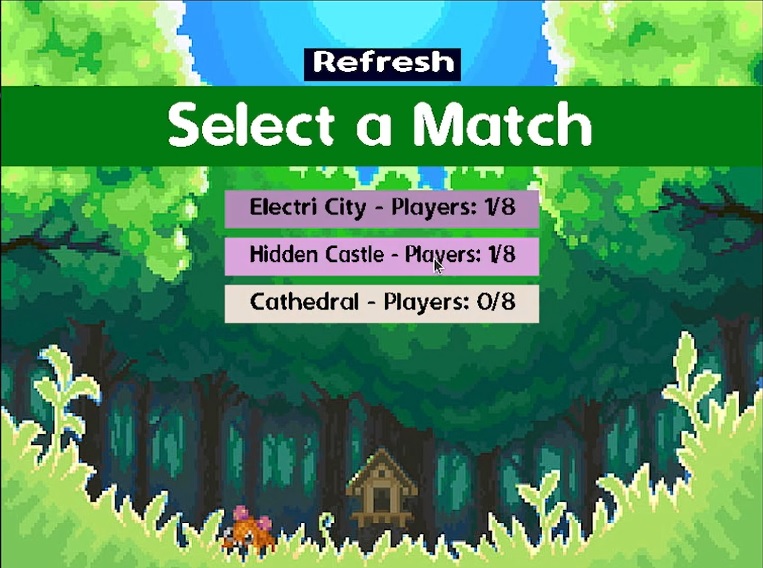 Refresh
Select a Match
Electri City - Players: 1/8
Hidden Castle - Players: 1/8
Cathedral - Players: 0/8